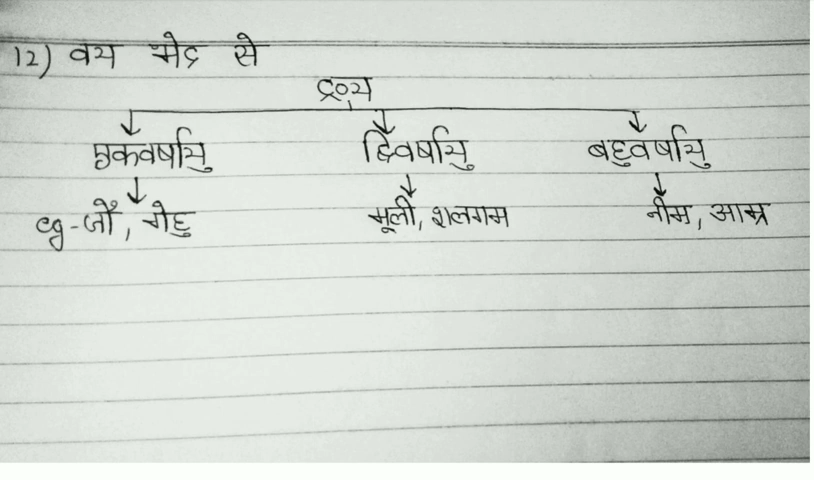 12) वय भेद से
द्रव्य
एकवर्षायु द्विवर्षायु बहुवर्षायु
eg-जौ, गेहु मूली, शलगम नीम, आम्र